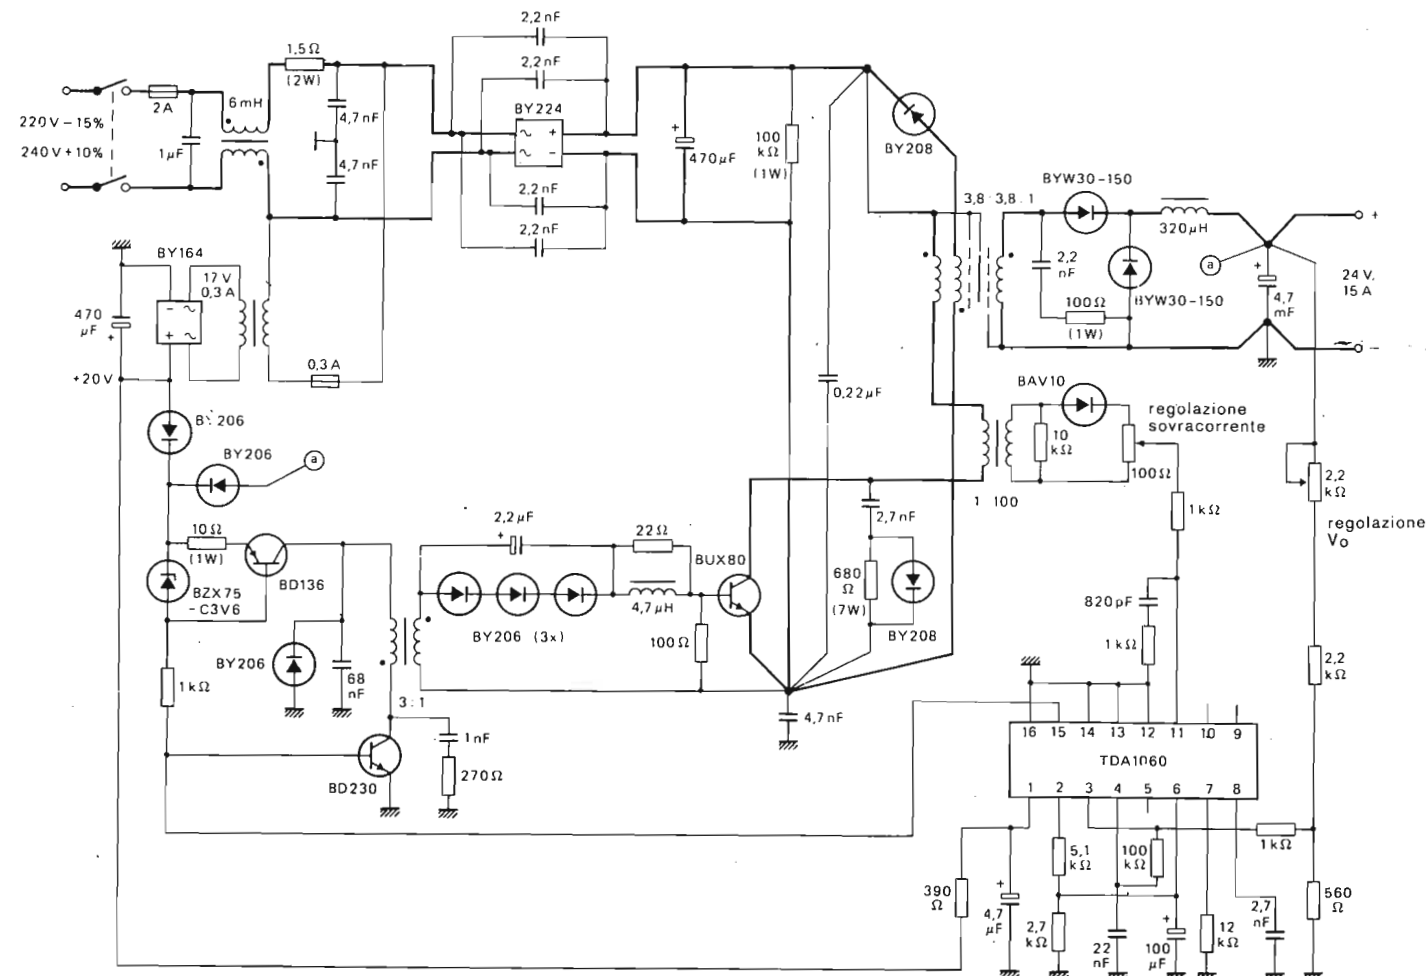 2,2 nF
1,5 Ω
(2W)
2,2 nF
2A
6 mH
4,7 nF
BY224
220 V – 15%
240 V + 10%
1 µF
4,7 nF
~ +
~ –
+
470 µF
100
kΩ
(1W)
BY208
2,2 nF
2,2 nF
BYW30-150
3,8 : 3,8 : 1
320 µH
+
BY164
17 V
0,3 A
– ~
+ ~
470
µF
+
2,2
nF
100 Ω
(1W)
BYW30-150
a
+
4,7
mF
24 V,
15 A
–
0,3 A
+20V
0,22 µF
BAV10
regolazione
sovracorrente
BY206
BY206
a
10
kΩ
100 Ω
1 100
1 kΩ
2,2
kΩ
regolazione
Vo
10 Ω
(1W)
BD136
BZX75
- C3V6
2,2 µF
+
22 Ω
BUX80
4,7 µH
BY206 (3x)
100 Ω
2,7 nF
680
Ω
(7W)
BY208
820 pF
1 kΩ
BY206
68
nF
1 kΩ
3 : 1
2,2
kΩ
1 nF
270 Ω
BD230
4,7 nF
16 15 14 13 12 11 10 9
TDA1060
1 2 3 4 5 6 7 8
5,1
kΩ
100
kΩ
1 kΩ
390
Ω
+
4,7
µF
2,7
kΩ
22
nF
+
100
µF
12
kΩ
2,7
nF
560
Ω